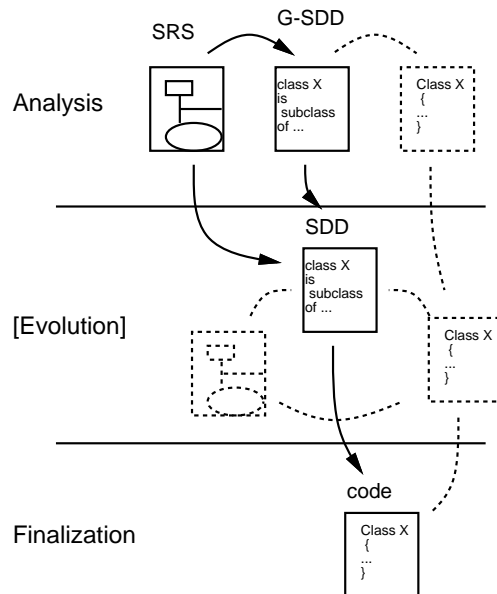 SRS
G-SDD
Analysis
class X
is
subclass
of ...
Class X
{
...
}
SDD
class X
is
subclass
of ...
[Evolution]
Class X
{
...
}
code
Finalization
Class X
{
...
}